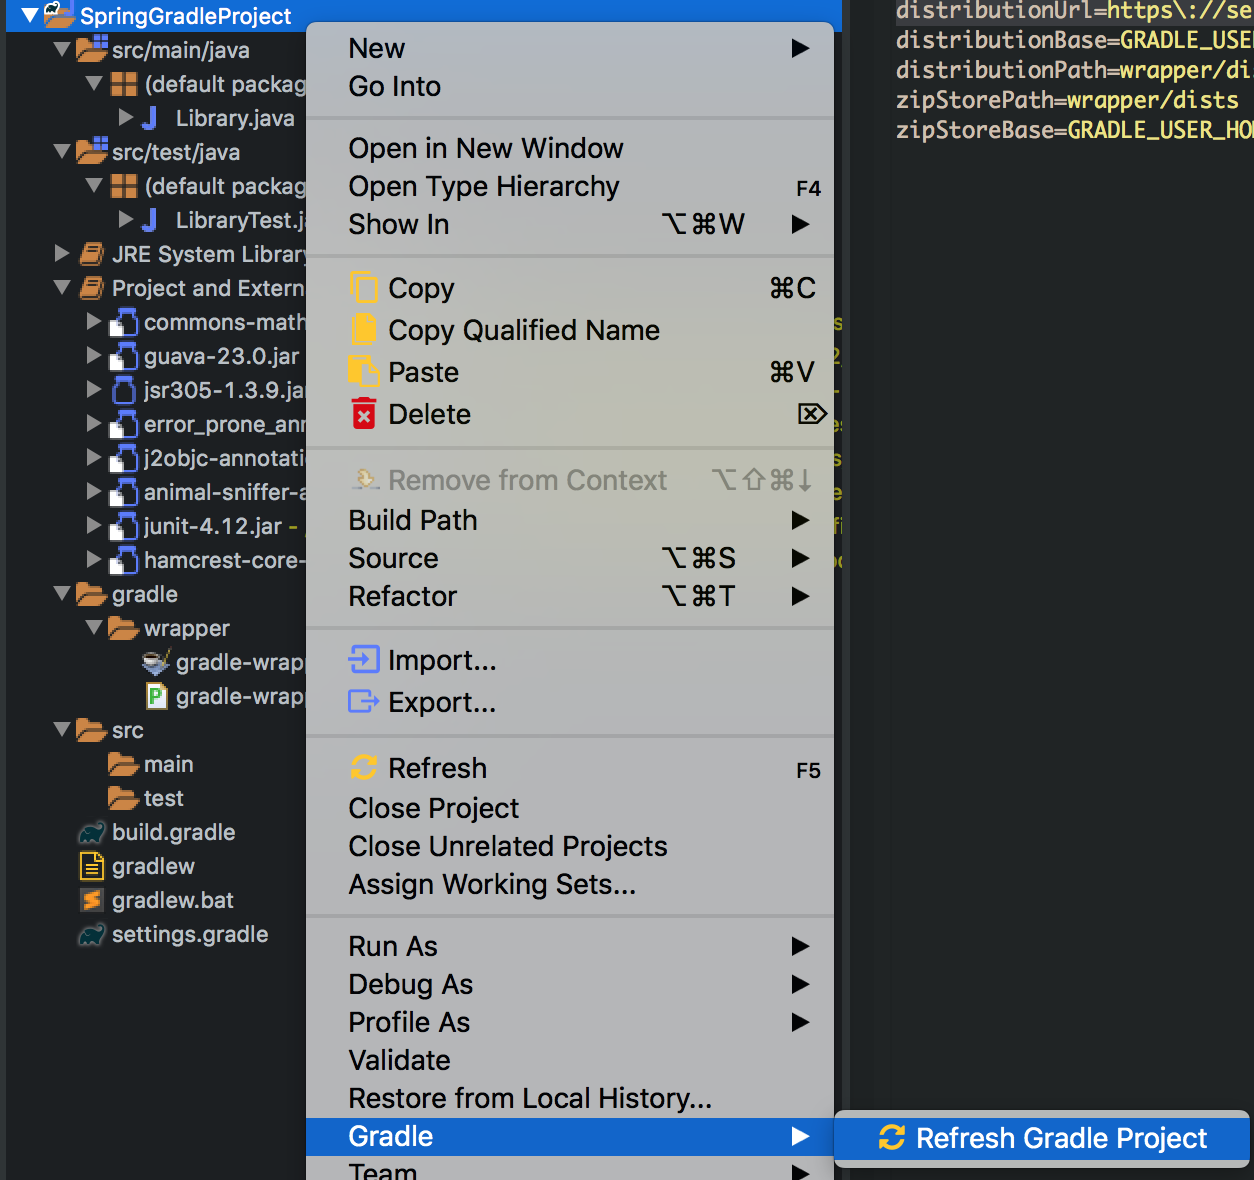 SpringGradleProject
src/main/java
(default packag
Library.java
src/test/java
(default packag
LibraryTest.j
JRE System Library
Project and Extern
commons-math
guava-23.0.jar
jsr305-1.3.9.ja
error_prone_ann
j2objc-annotati
animal-sniffer-a
junit-4.12.jar -
hamcrest-core-
gradle
wrapper
gradle-wrapp
gradle-wrapp
src
main
test
build.gradle
gradlew
gradlew.bat
settings.gradle
New
Go Into
Open in New Window
Open Type Hierarchy F4
Show In ⌥⌘W
Copy ⌘C
Copy Qualified Name
Paste ⌘V
Delete ⌦
Remove from Context ⌥⇧⌘↓
Build Path
Source ⌥⌘S
Refactor ⌥⌘T
Import...
Export...
Refresh F5
Close Project
Close Unrelated Projects
Assign Working Sets...
Run As
Debug As
Profile As
Validate
Restore from Local History...
Gradle
Team
Refresh Gradle Project
distributionUrl=https\://se
distributionBase=GRADLE_USER
distributionPath=wrapper/dis
zipStorePath=wrapper/dists
zipStoreBase=GRADLE_USER_HOM